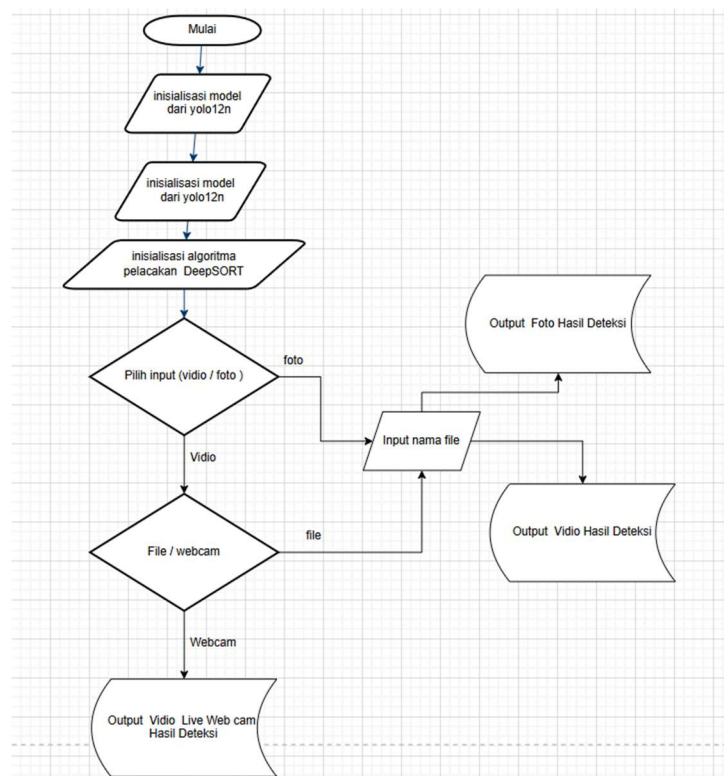 Mulai
inisialisasi model
dari yolo12n
inisialisasi model
dari yolo12n
inisialisasi algoritma
pelacakan DeepSORT
Pilih input (vidio / foto )
foto
Vidio
Input nama file
Output Foto Hasil Deteksi
Output Vidio Hasil Deteksi
File / webcam
file
Webcam
Output Vidio Live Web cam
Hasil Deteksi